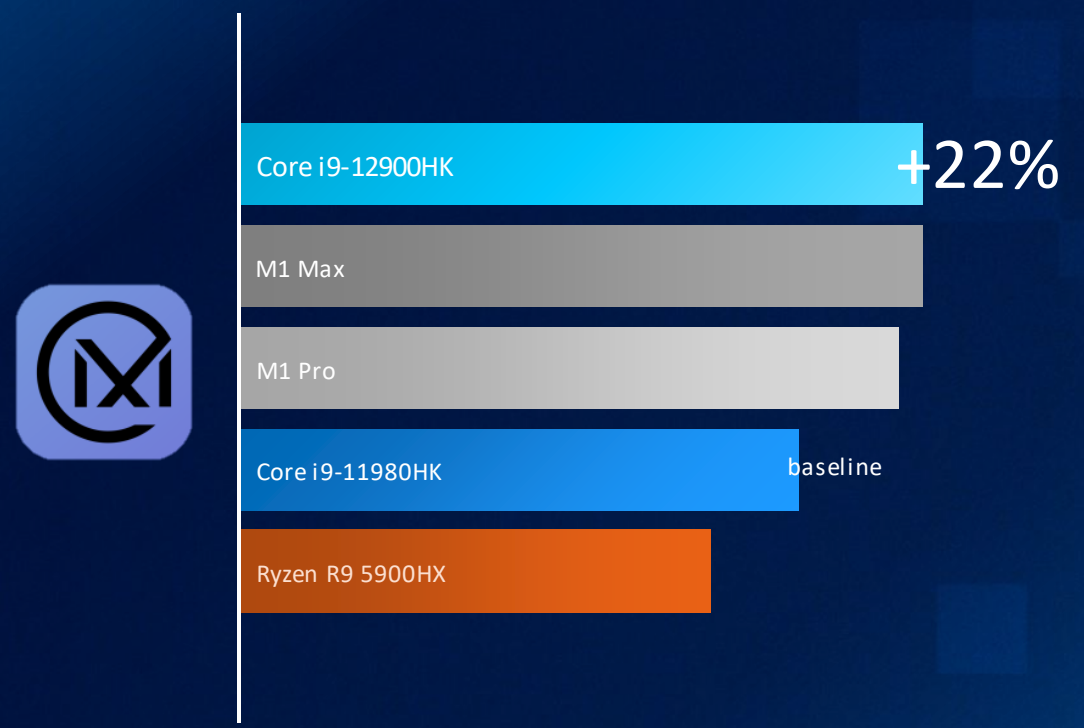 Core i9-12900HK +22%
M1 Max
M1 Pro
Core i9-11980HK baseline
Ryzen R9 5900HX